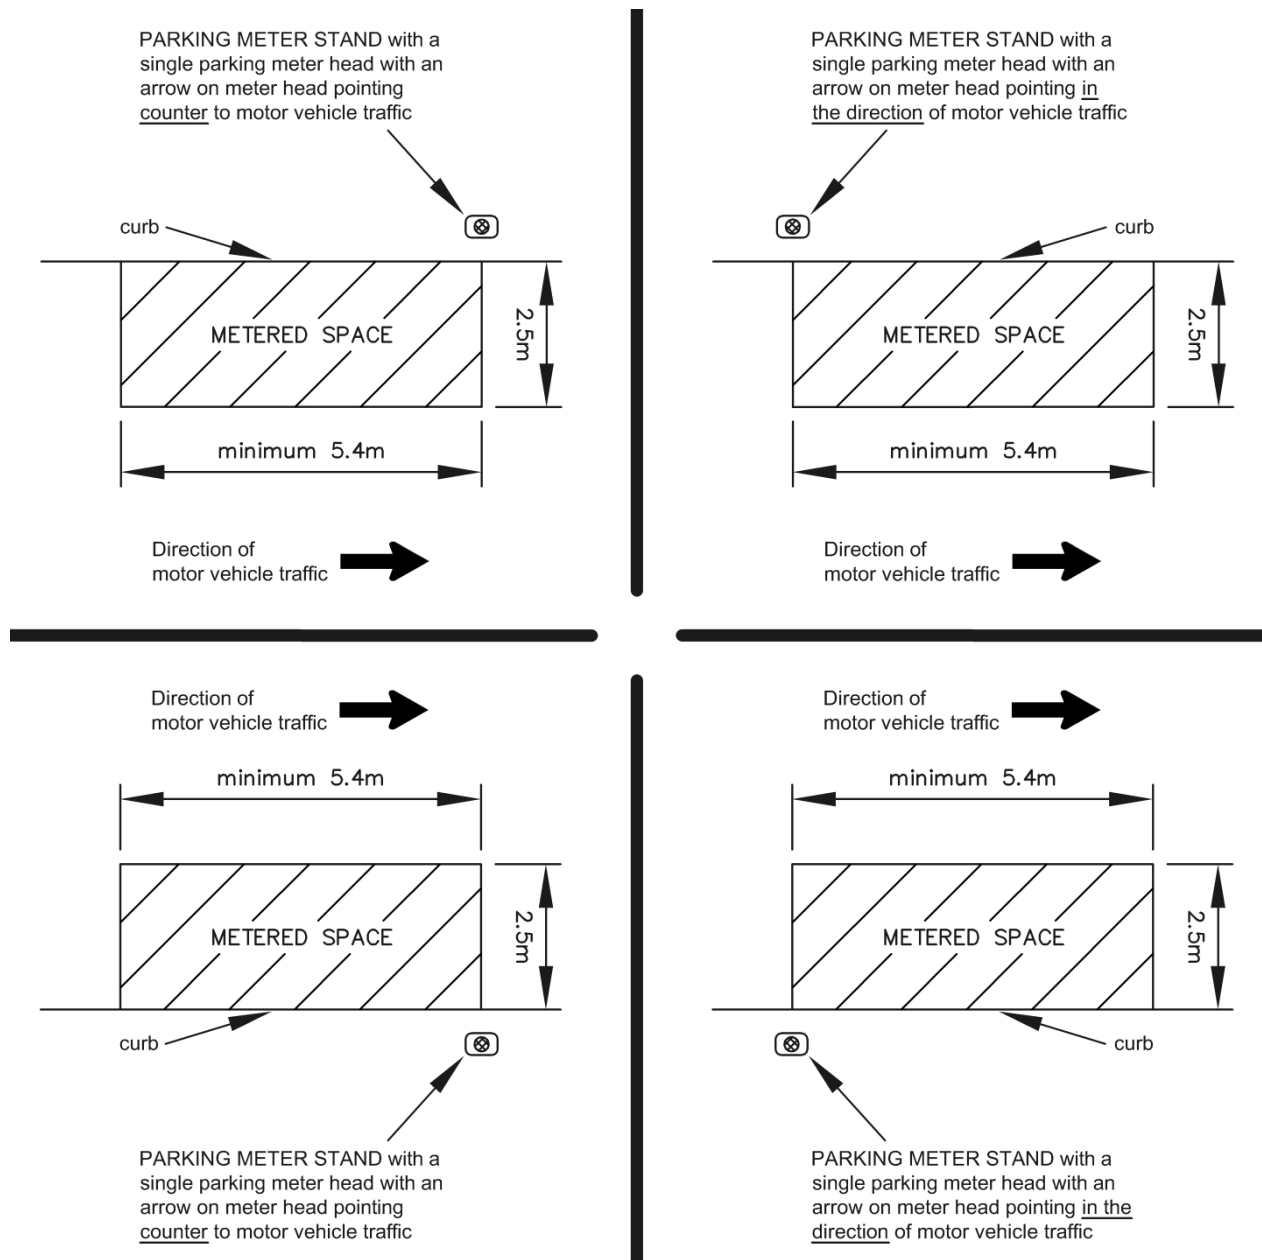 PARKING METER STAND with a
single parking meter head with an
arrow on meter head pointing
counter to motor vehicle traffic
curb
METERED SPACE
2.5m
minimum 5.4m
Direction of
motor vehicle traffic
PARKING METER STAND with a
single parking meter head with an
arrow on meter head pointing in
the direction of motor vehicle traffic
curb
METERED SPACE
2.5m
minimum 5.4m
Direction of
motor vehicle traffic
Direction of
motor vehicle traffic
minimum 5.4m
METERED SPACE
2.5m
curb
PARKING METER STAND with a
single parking meter head with an
arrow on meter head pointing
counter to motor vehicle traffic
Direction of
motor vehicle traffic
minimum 5.4m
METERED SPACE
2.5m
curb
PARKING METER STAND with a
single parking meter head with an
arrow on meter head pointing in the
direction of motor vehicle traffic